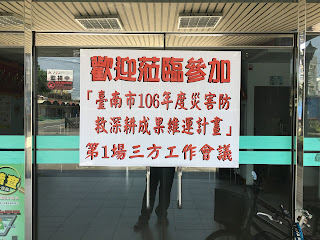 歡迎蒞臨參加
「臺南市106年度災害防
救深耕成果維運計畫」
第1場三方工作會議